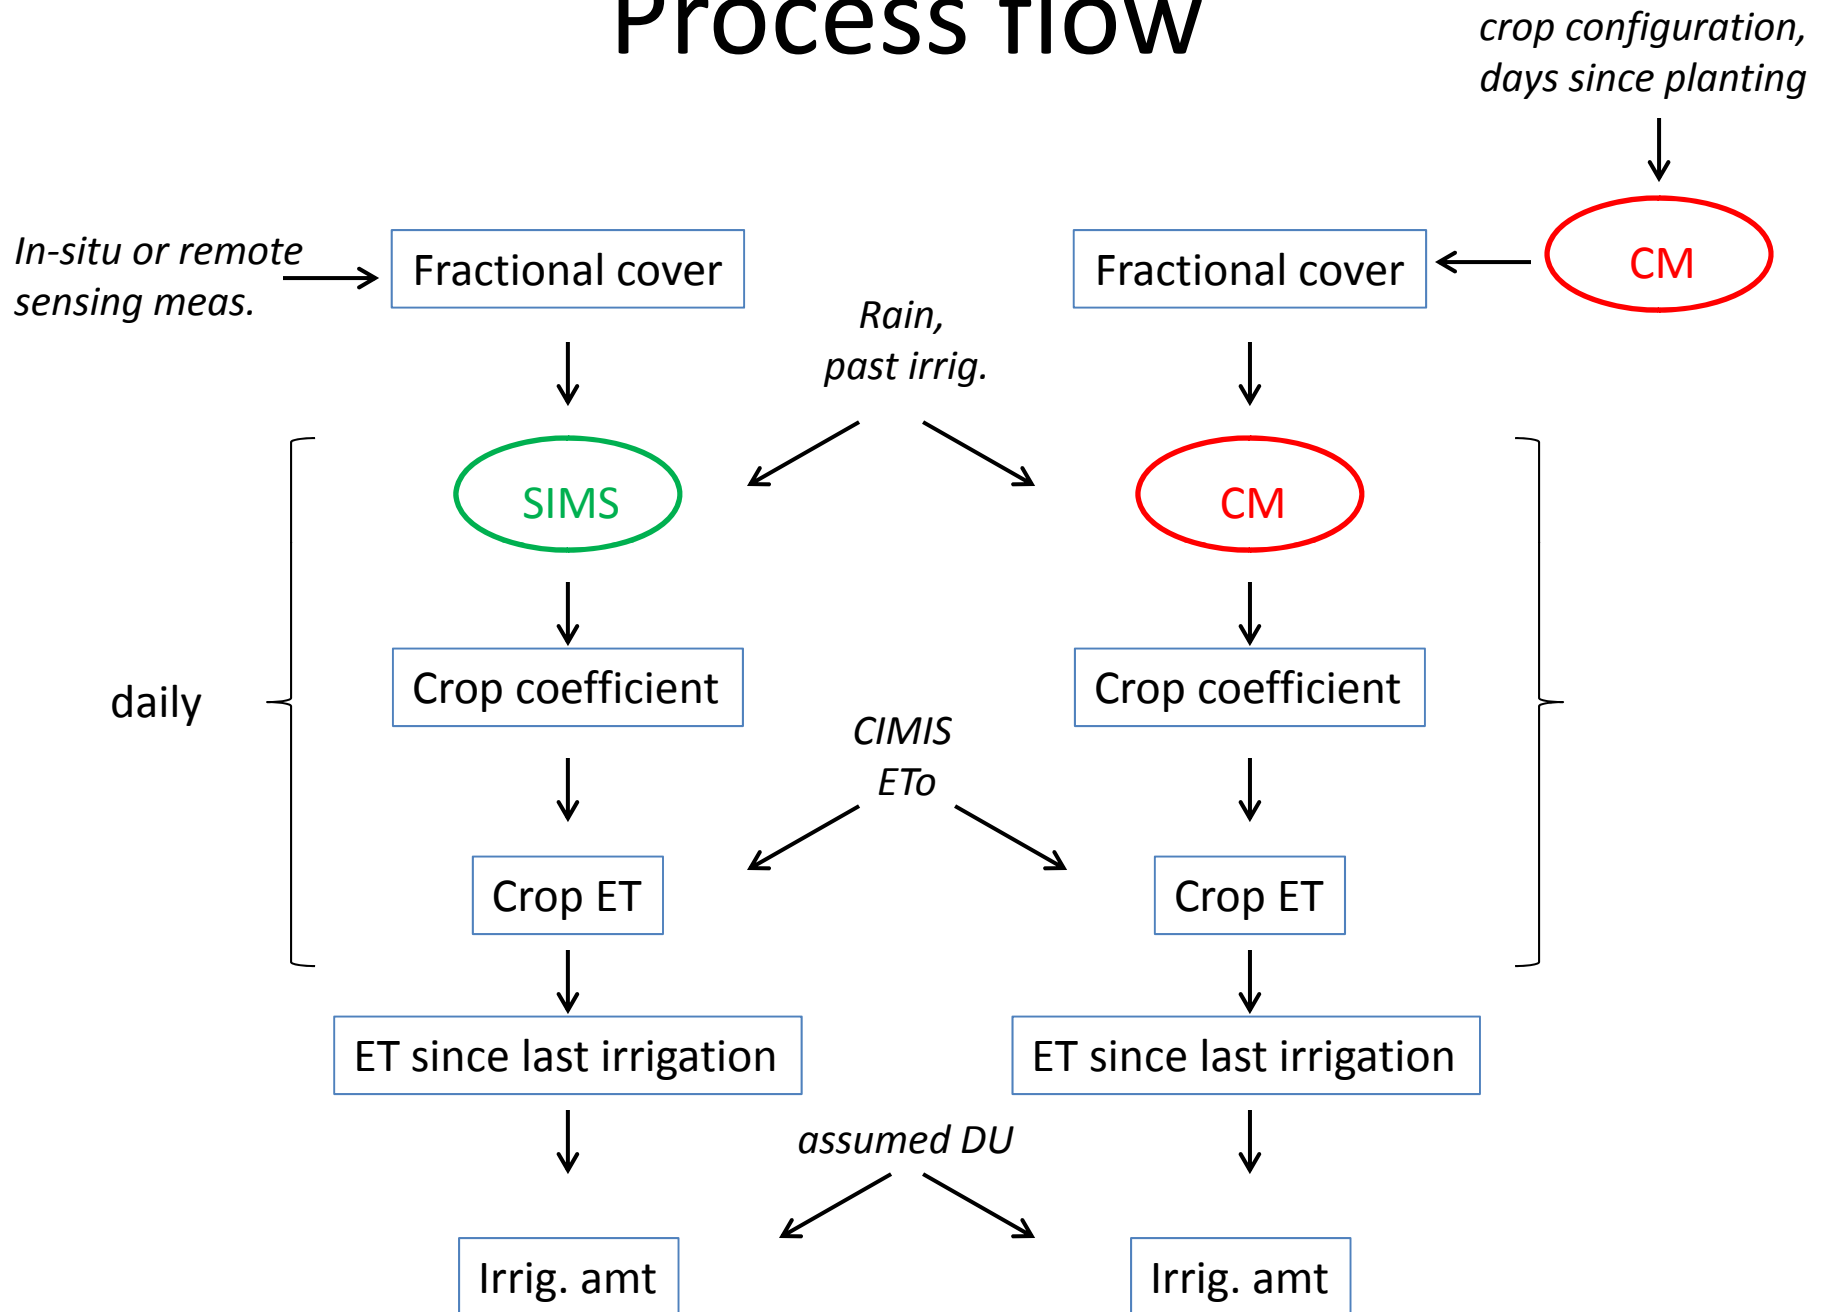 Process flow
crop configuration,
days since planting
In-situ or remote
sensing meas.
Fractional cover
Fractional cover
CM
Rain,
past irrig.
SIMS
CM
daily
Crop coefficient
Crop coefficient
CIMIS
ETo
Crop ET
Crop ET
ET since last irrigation
ET since last irrigation
assumed DU
Irrig. amt
Irrig. amt